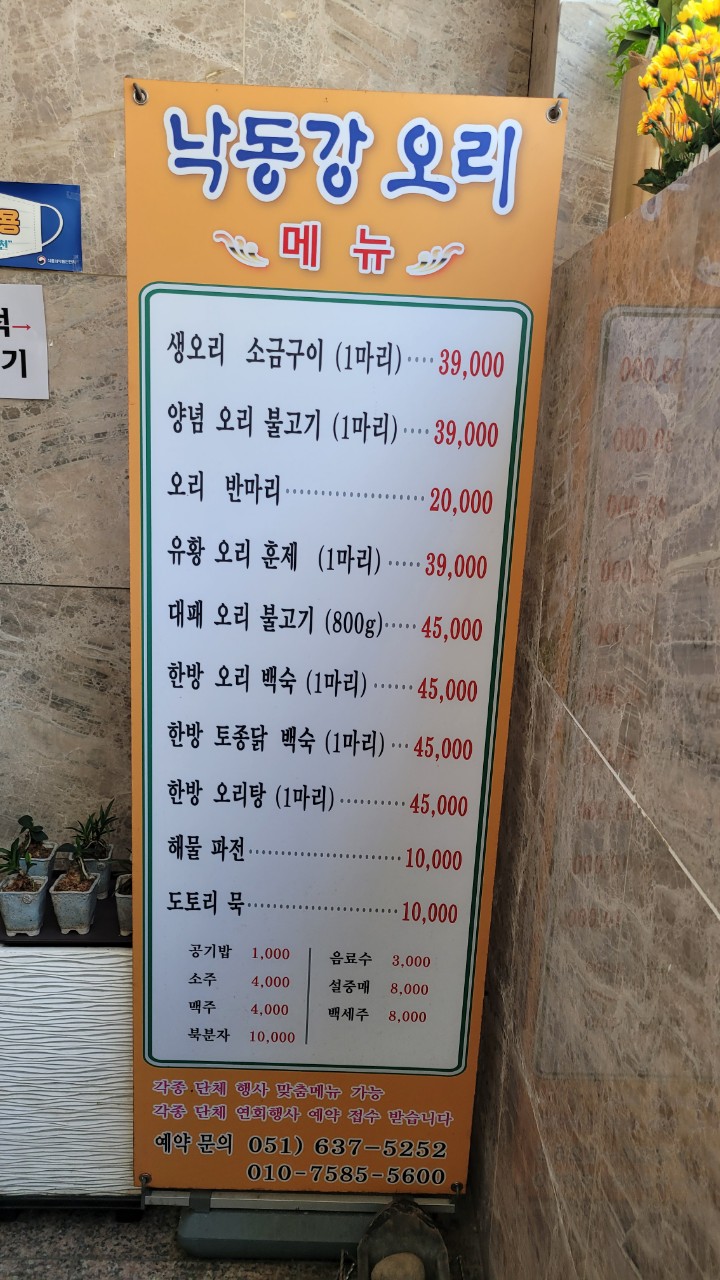 낙동강 오리
메뉴
생오리 소금구이 (1마리)····39,000
양념 오리 불고기 (1마리)····39,000
오리 반마리····················20,000
유황 오리 훈제 (1마리)·····39,000
대패 오리 불고기 (800g)·····45,000
한방 오리 백숙 (1마리)······45,000
한방 토종닭 백숙 (1마리)···45,000
한방 오리탕 (1마리)··········45,000
해물 파전······················10,000
도토리 묵······················10,000
공기밥 1,000
소주 4,000
맥주 4,000
북분자 10,000
음료수 3,000
설중매 8,000
백세주 8,000
각종 단체 행사 맞춤메뉴 가능
각종 단체 연회행사 예약 접수 받습니다
예약 문의 051) 637-5252
010-7585-5600